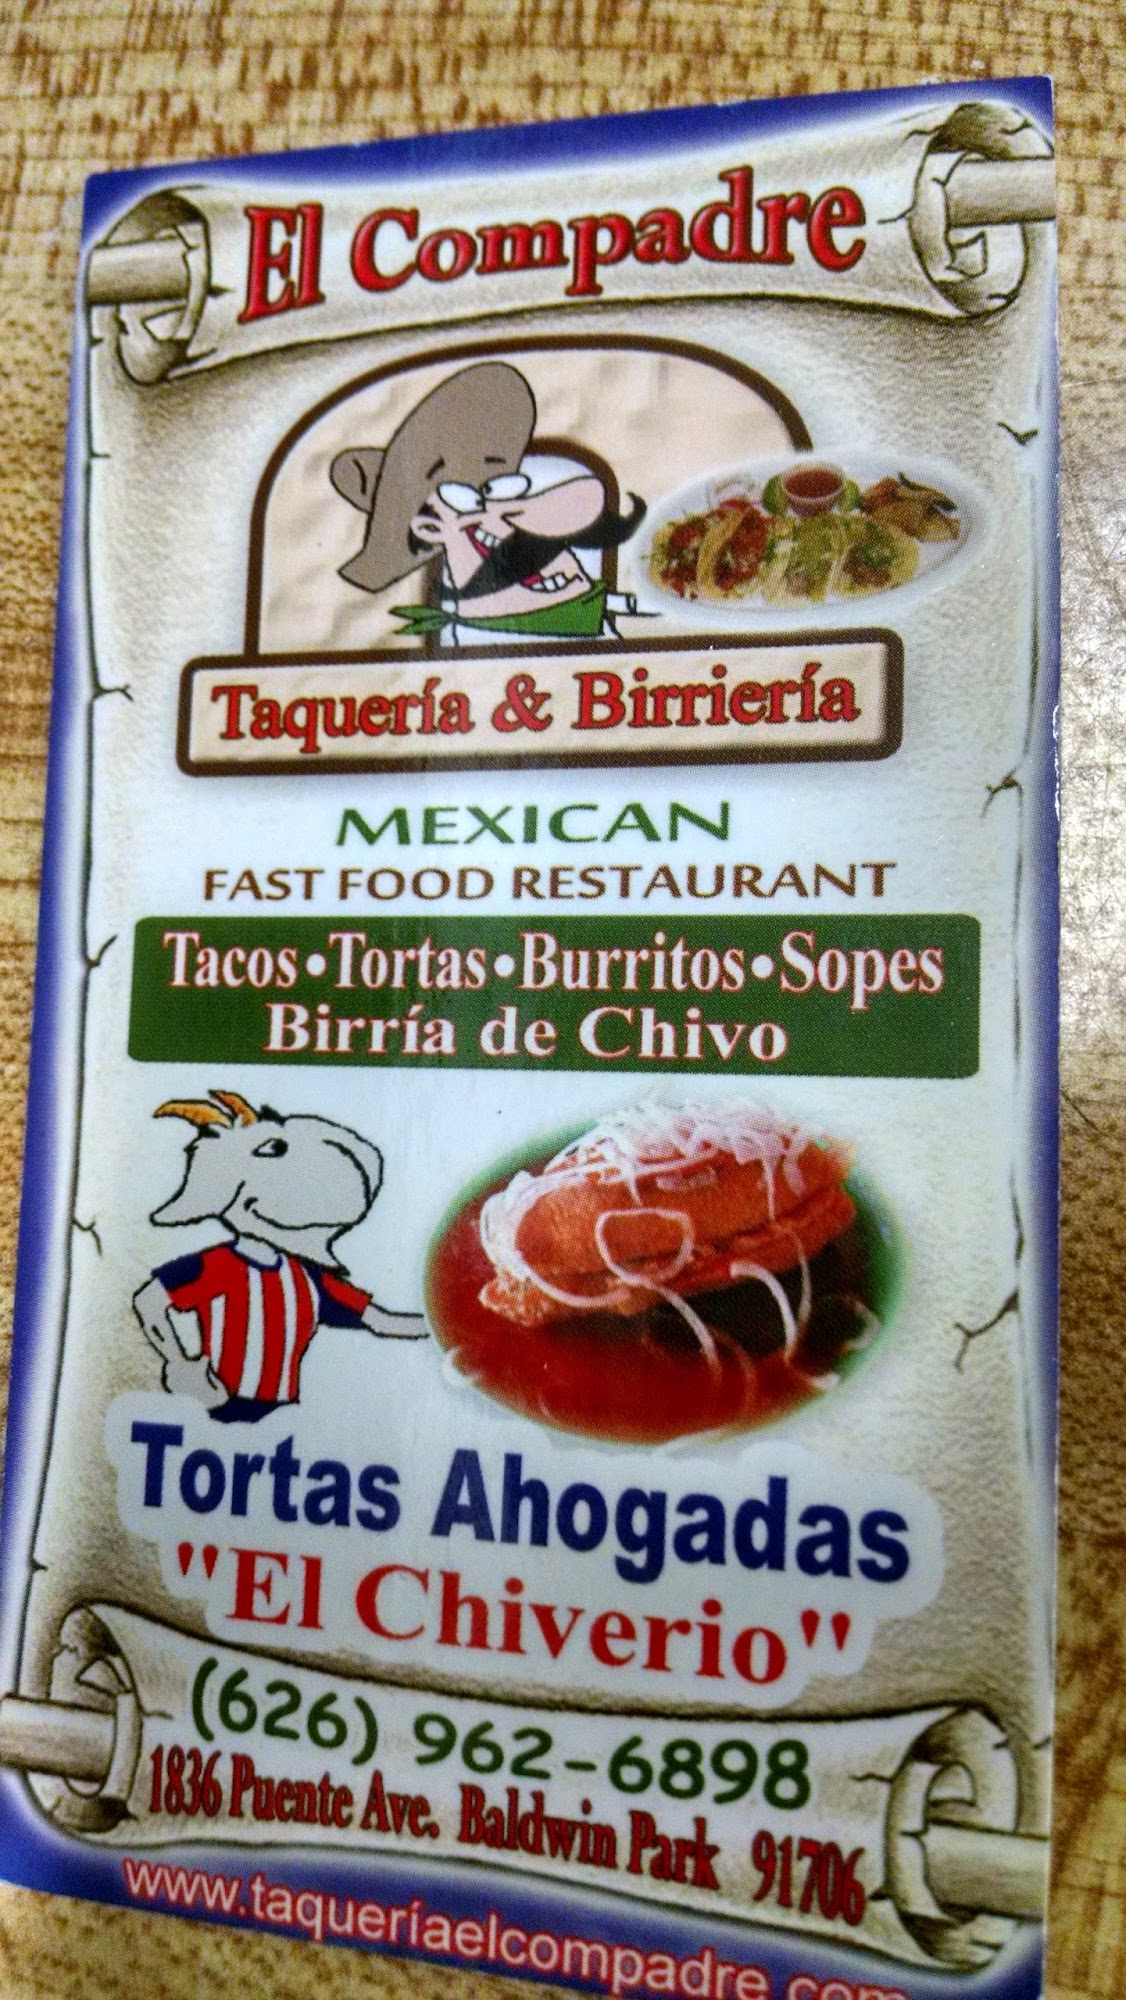 El Compadre
Taquería & Birriería
MEXICAN
FAST FOOD RESTAURANT
Tacos•Tortas•Burritos•Sopes
Birría de Chivo
Tortas Ahogadas
"El Chiverio"
(626) 962-6898
1836 Puente Ave. Baldwin Park 91706
www.taqueríaelcompadre.com